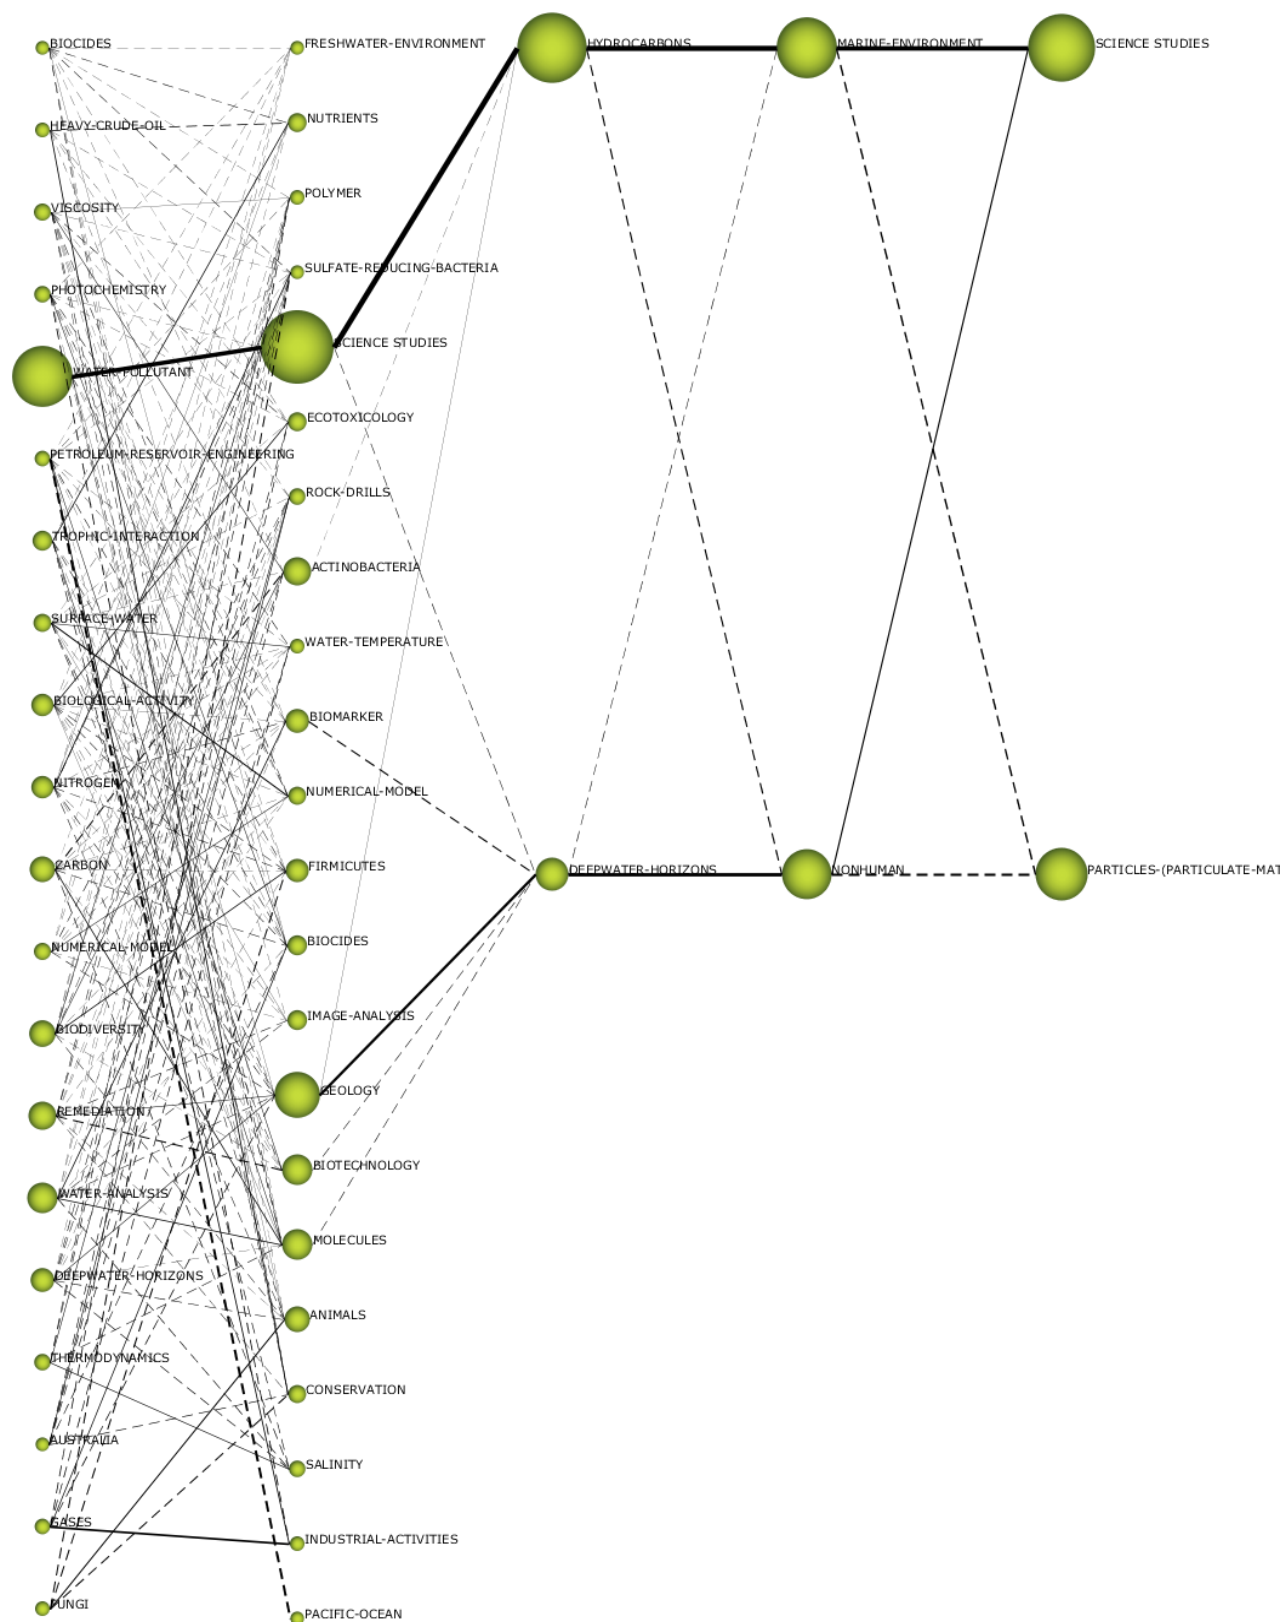 BIOCIDES
HEAVY-CRUDE-OIL
VISCOSITY
PHOTOCHEMISTRY
WATER-POLLUTANT
PETROLEUM-RESERVOIR-ENGINEERING
TROPHIC-INTERACTION
SURFACE-WATER
BIOLOGICAL-ACTIVITY
NITROGEN
CARBON
NUMERICAL-MODEL
BIODIVERSITY
REMEDIATION
WATER-ANALYSIS
DEEPWATER-HORIZONS
THERMODYNAMICS
AUSTRALIA
GASES
FUNGI
FRESHWATER-ENVIRONMENT
NUTRIENTS
POLYMER
SULFATE-REDUCING-BACTERIA
SCIENCE STUDIES
ECOTOXICOLOGY
ROCK-DRILLS
ACTINOBACTERIA
WATER-TEMPERATURE
BIOMARKER
NUMERICAL-MODEL
FIRMICUTES
BIOCIDES
IMAGE-ANALYSIS
GEOLOGY
BIOTECHNOLOGY
MOLECULES
ANIMALS
CONSERVATION
SALINITY
INDUSTRIAL-ACTIVITIES
PACIFIC-OCEAN
HYDROCARBONS
DEEPWATER-HORIZONS
MARINE-ENVIRONMENT
NONHUMAN
SCIENCE STUDIES
PARTICLES-(PARTICULATE-MAT